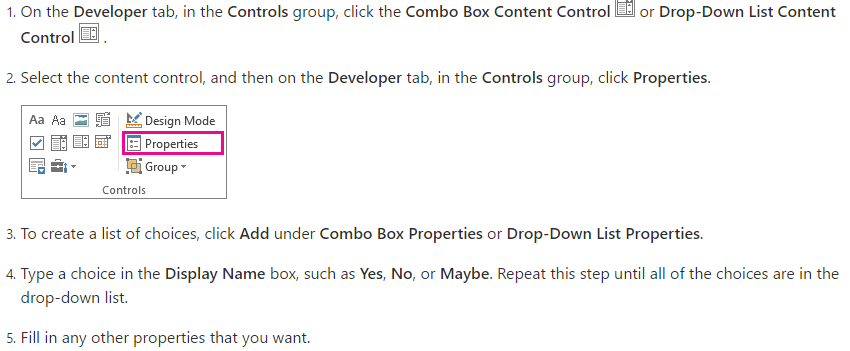 1. On the Developer tab, in the Controls group, click the Combo Box Content Control or Drop-Down List Content
Control .
2. Select the content control, and then on the Developer tab, in the Controls group, click Properties.
Aa Aa Design Mode
Properties
Group
Controls
3. To create a list of choices, click Add under Combo Box Properties or Drop-Down List Properties.
4. Type a choice in the Display Name box, such as Yes, No, or Maybe. Repeat this step until all of the choices are in the
drop-down list.
5. Fill in any other properties that you want.